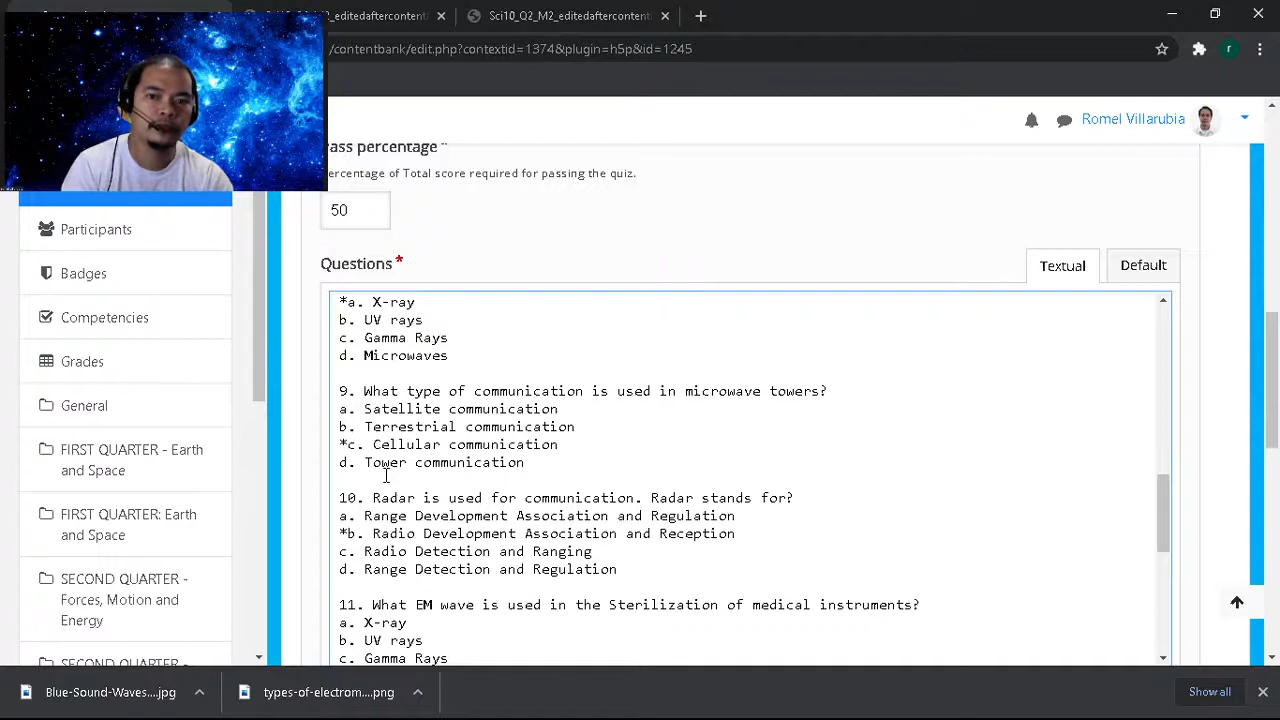 _editedaftercontenti
Sci10_Q2_M2_editedaftercontenti
/contentbank/edit.php?contextid=1374&plugin=h5p&id=1245
r
Romel Villarubia
ass percentage *
ercentage of Total score required for passing the quiz.
50
Participants
Badges
Competencies
Grades
General
FIRST QUARTER - Earth
and Space
FIRST QUARTER: Earth
and Space
SECOND QUARTER -
Forces, Motion and
Energy
SECOND QUARTER -
Questions *
Textual
Default
*a. X-ray
b. UV rays
c. Gamma Rays
d. Microwaves
9. What type of communication is used in microwave towers?
a. Satellite communication
b. Terrestrial communication
*c. Cellular communication
d. Tower communication
10. Radar is used for communication. Radar stands for?
a. Range Development Association and Regulation
*b. Radio Development Association and Reception
c. Radio Detection and Ranging
d. Range Detection and Regulation
11. What EM wave is used in the Sterilization of medical instruments?
a. X-ray
b. UV rays
c. Gamma Rays
Blue-Sound-Waves....jpg
types-of-electrom....png
Show all